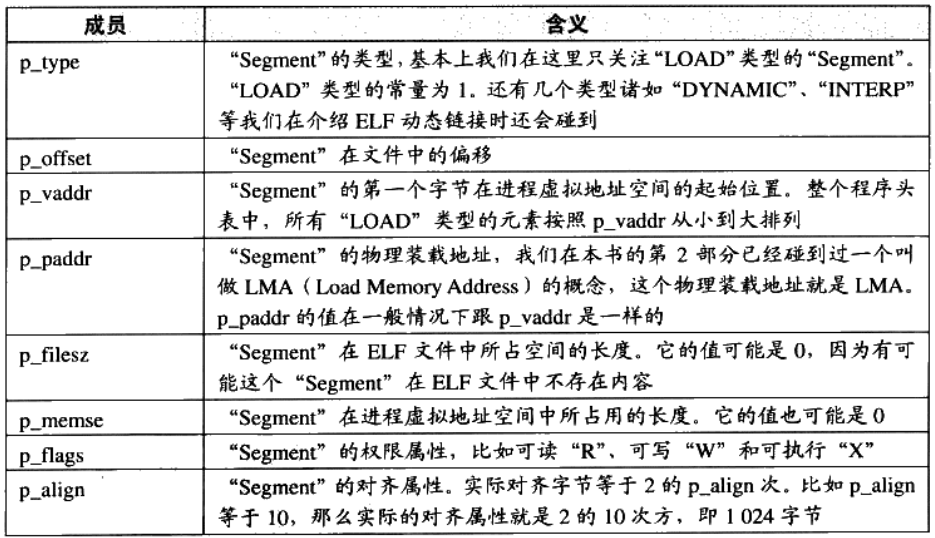 成员 含义
p_type “Segment”的类型,基本上我们在这里只关注“LOAD”类型的“Segment”。
“LOAD”类型的常量为 1。还有几个类型诸如“DYNAMIC”、“INTERP”
等我们在介绍 ELF 动态链接时还会碰到
p_offset “Segment”在文件中的偏移
p_vaddr “Segment”的第一个字节在进程虚拟地址空间的起始位置。整个程序头
表中，所有“LOAD”类型的元素按照 p_vaddr 从小到大排列
p_paddr “Segment”的物理装载地址，我们在本书的第 2 部分已经碰到过一个叫
做 LMA（Load Memory Address）的概念，这个物理装载地址就是 LMA。
p_paddr 的值在一般情况下跟 p_vaddr 是一样的
p_filesz “Segment”在 ELF 文件中所占空间的长度。它的值可能是 0，因为有可
能这个“Segment”在 ELF 文件中不存在内容
p_memse “Segment”在进程虚拟地址空间中所占用的长度。它的值也可能是 0
p_flags “Segment”的权限属性，比如可读“R”、可写“W”和可执行“X”
p_align “Segment”的对齐属性。实际对齐字节等于 2 的 p_align 次。比如 p_align
等于 10，那么实际的对齐属性就是 2 的 10 次方，即 1 024 字节